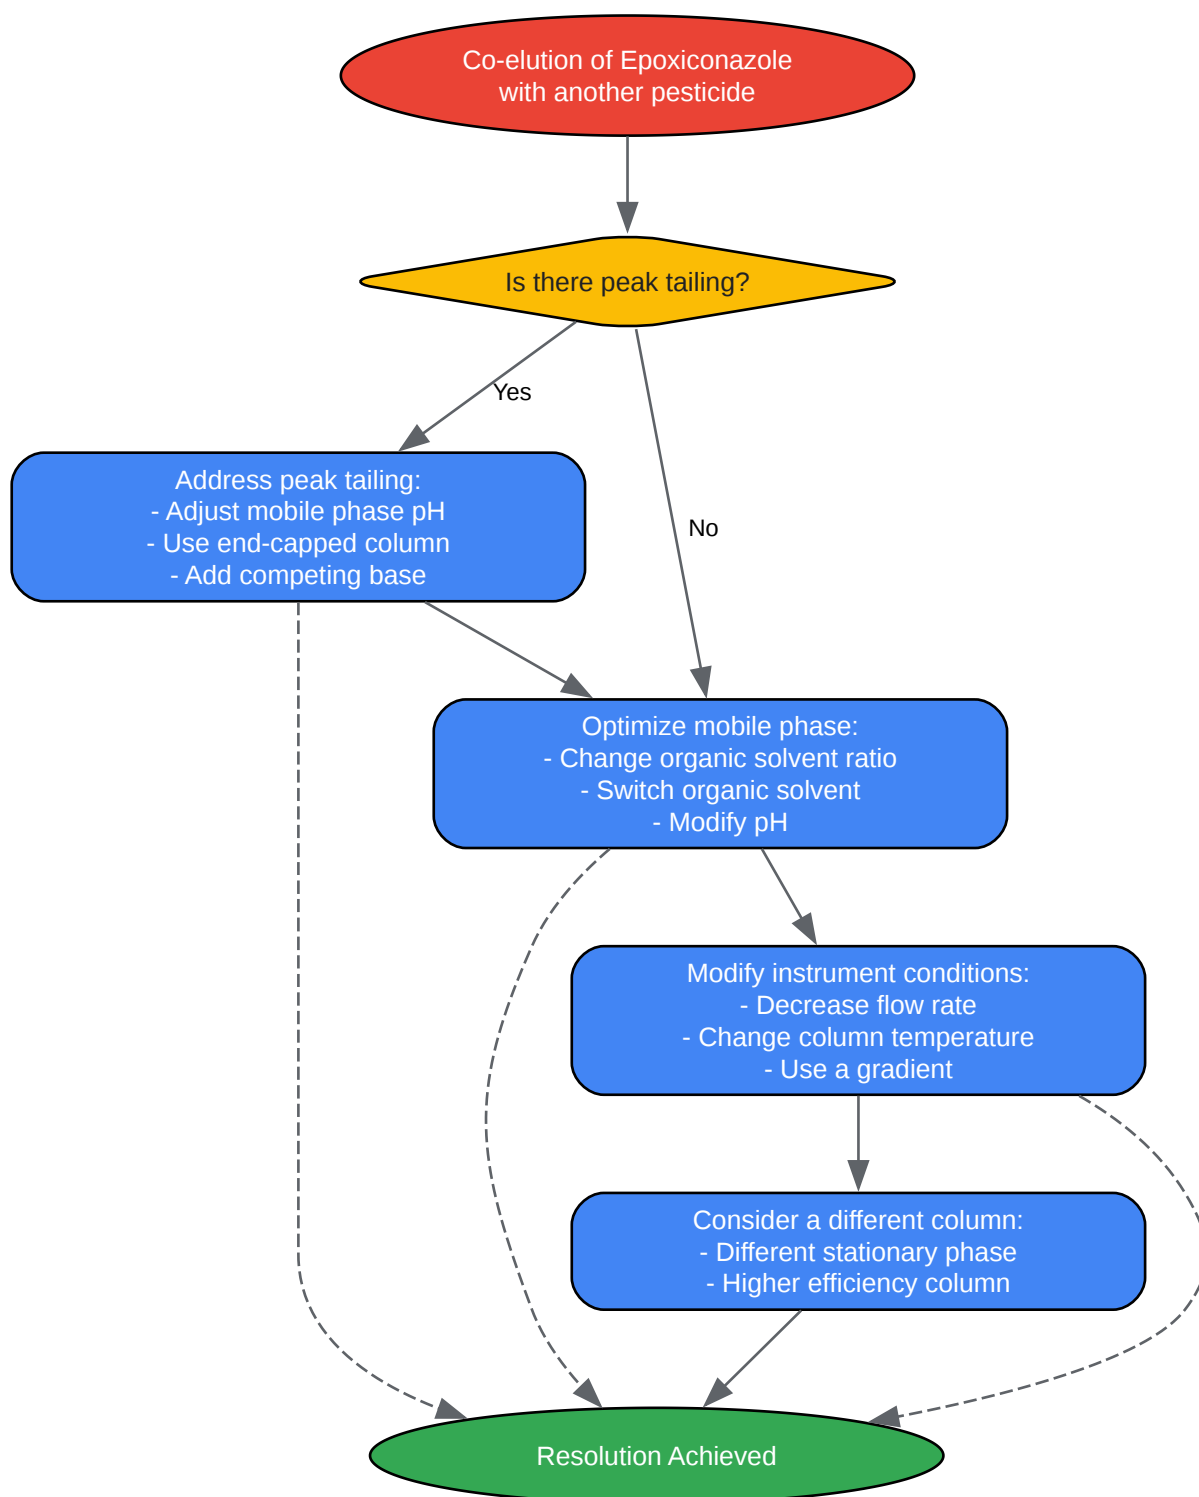 Co-elution of Epoxiconazole
with another pesticide
Is there peak tailing?
Yes
No
Address peak tailing:
- Adjust mobile phase pH
- Use end-capped column
- Add competing base
Optimize mobile phase:
- Change organic solvent ratio
- Switch organic solvent
- Modify pH
Modify instrument conditions:
- Decrease flow rate
- Change column temperature
- Use a gradient
Consider a different column:
- Different stationary phase
- Higher efficiency column
Resolution Achieved